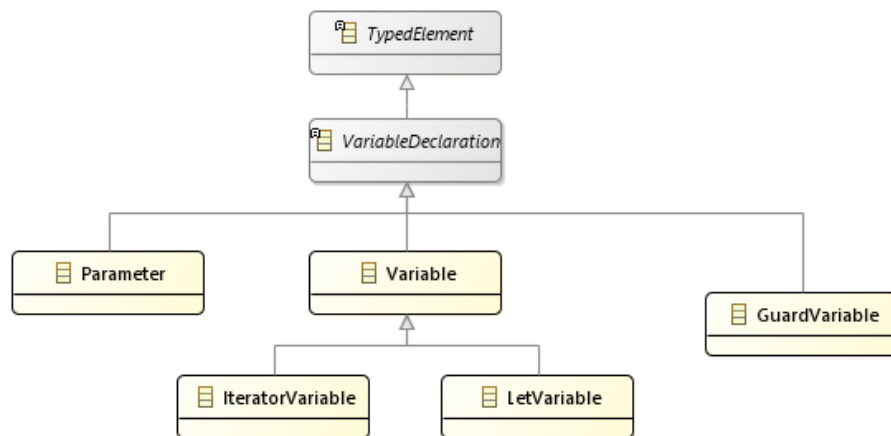 TypedElement
VariableDeclaration
Parameter
Variable
GuardVariable
IteratorVariable
LetVariable